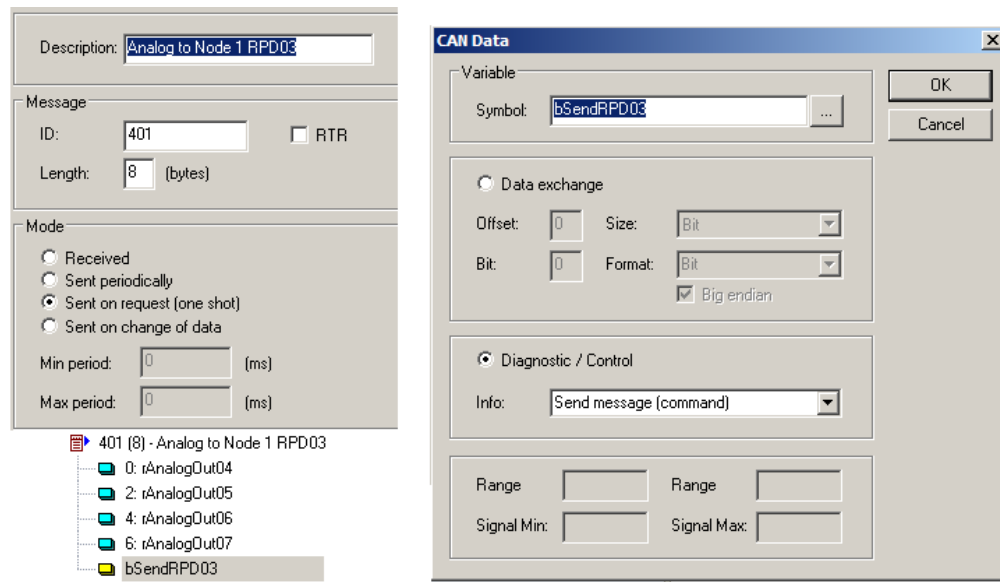 Description: Analog to Node 1 RPD03
Message
ID: 401 RTR
Length: 8 (bytes)
Mode
Received
Sent periodically
Sent on request (one shot)
Sent on change of data
Min period: 0 (ms)
Max period: 0 (ms)
401 (8) - Analog to Node 1 RPD03
0: rAnalogOut04
2: rAnalogOut05
4: rAnalogOut06
6: rAnalogOut07
bSendRPD03
CAN Data
Variable
Symbol: bSendRPD03 ...
OK
Cancel
Data exchange
Offset: 0 Size: Bit
Bit: 0 Format: Bit
Big endian
Diagnostic / Control
Info: Send message (command)
Range Range
Signal Min: Signal Max: